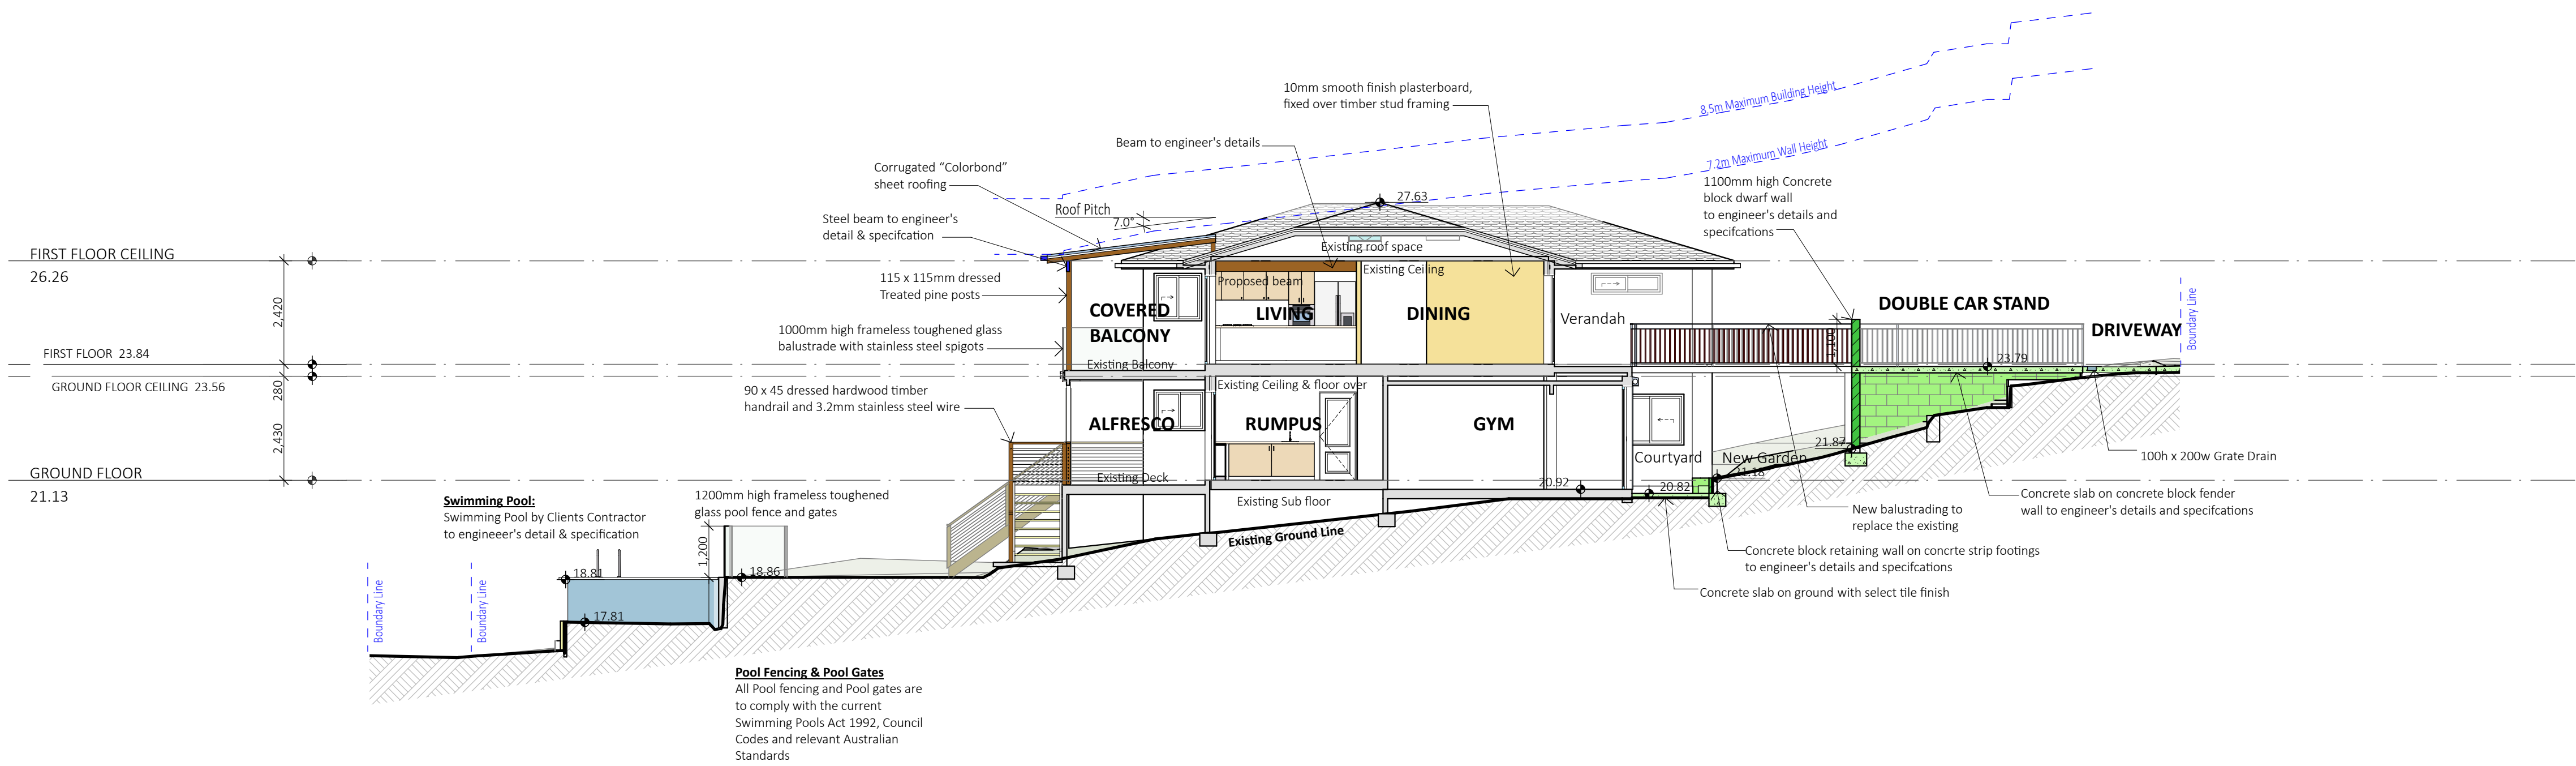 8.5m Maximum Building Height
7.2m Maximum Wall Height
10mm smooth finish plasterboard,
fixed over timber stud framing
Beam to engineer's details
Corrugated “Colorbond”
sheet roofing
Roof Pitch
7.0°
27.63
Steel beam to engineer's
detail & specifcation
1100mm high Concrete
block dwarf wall
to engineer's details and
specifcations
FIRST FLOOR CEILING
26.26
2,420
FIRST FLOOR 23.84
GROUND FLOOR CEILING 23.56
280
2,430
GROUND FLOOR
21.13
115 x 115mm dressed
Treated pine posts
1000mm high frameless toughened glass
balustrade with stainless steel spigots
90 x 45 dressed hardwood timber
handrail and 3.2mm stainless steel wire
Existing roof space
Existing Ceiling
Proposed beam
COVERED
BALCONY
LIVING
DINING
Verandah
DOUBLE CAR STAND
DRIVEWAY
Boundary Line
1,100
23.79
Existing Balcony
Existing Ceiling & floor over
ALFRESCO
RUMPUS
GYM
Courtyard
New Garden
21.87
21.18
20.92
20.82
Existing Deck
Existing Sub floor
Existing Ground Line
100h x 200w Grate Drain
Concrete slab on concrete block fender
wall to engineer's details and specifcations
New balustrading to
replace the existing
Concrete block retaining wall on concrte strip footings
to engineer's details and specifcations
Concrete slab on ground with select tile finish
Swimming Pool:
Swimming Pool by Clients Contractor
to engineeer's detail & specification
1200mm high frameless toughened
glass pool fence and gates
1,200
18.81
18.86
17.81
Boundary Line
Boundary Line
Pool Fencing & Pool Gates
All Pool fencing and Pool gates are
to comply with the current
Swimming Pools Act 1992, Council
Codes and relevant Australian
Standards